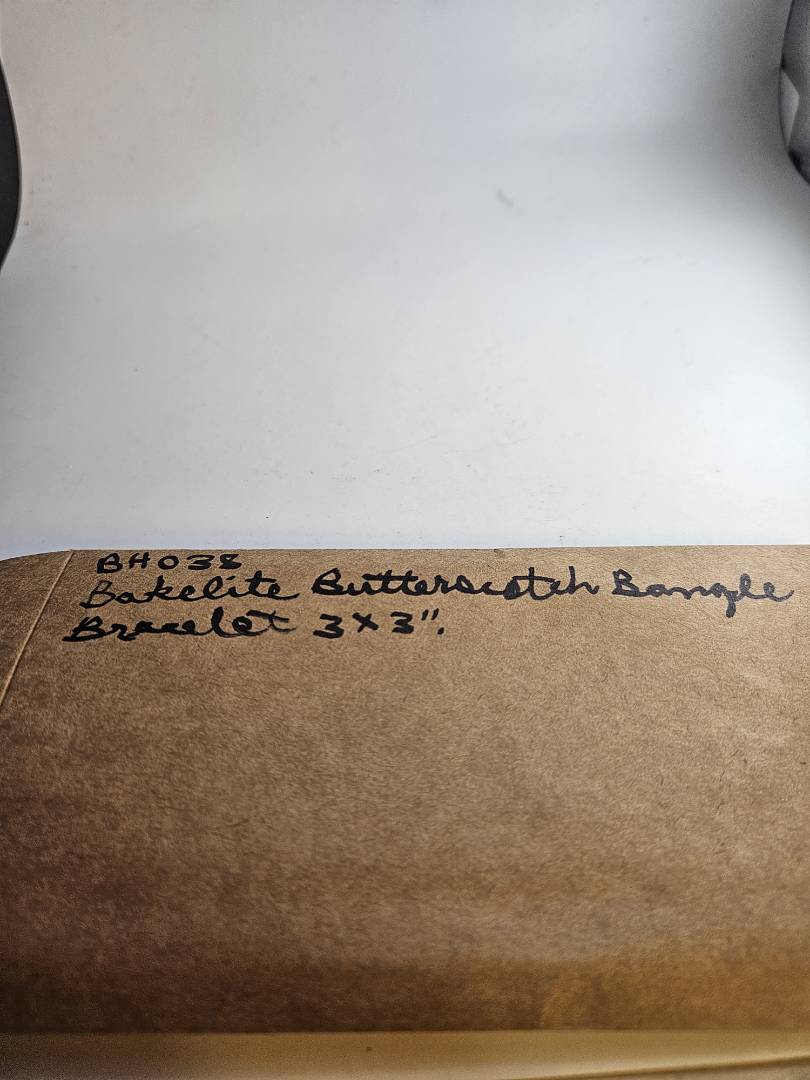 BH038
Bakelite Butterscotch Bangle
Bracelet 3x3".